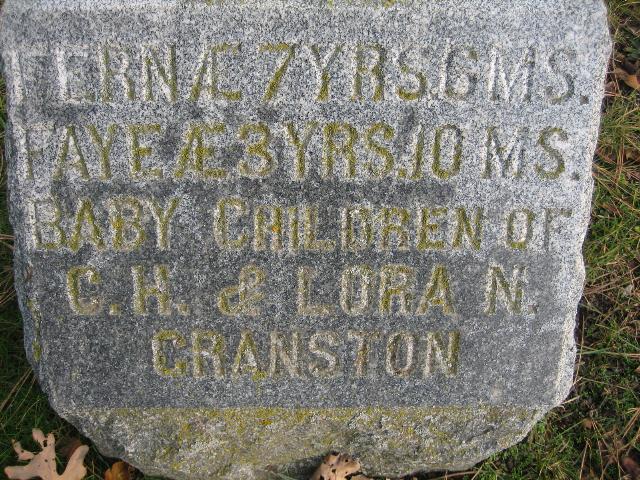 FERN Æ 7 YRS. 6 MS.
FAYE Æ 3 YRS. 10 MS.
BABY CHILDREN OF
C. H. & LORA N.
CRANSTON